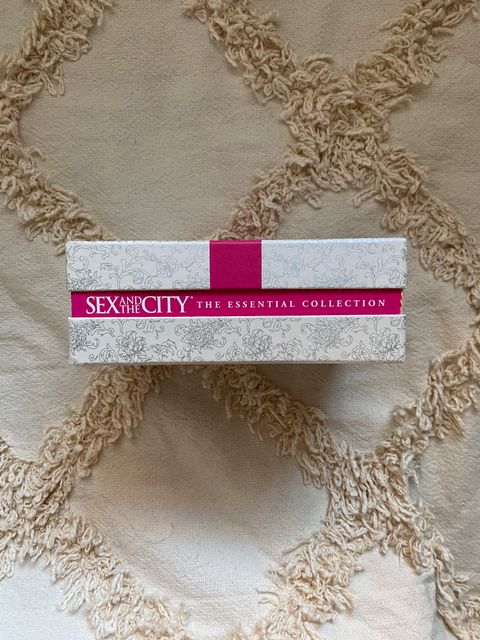 SEX AND THE CITY® THE ESSENTIAL COLLECTION